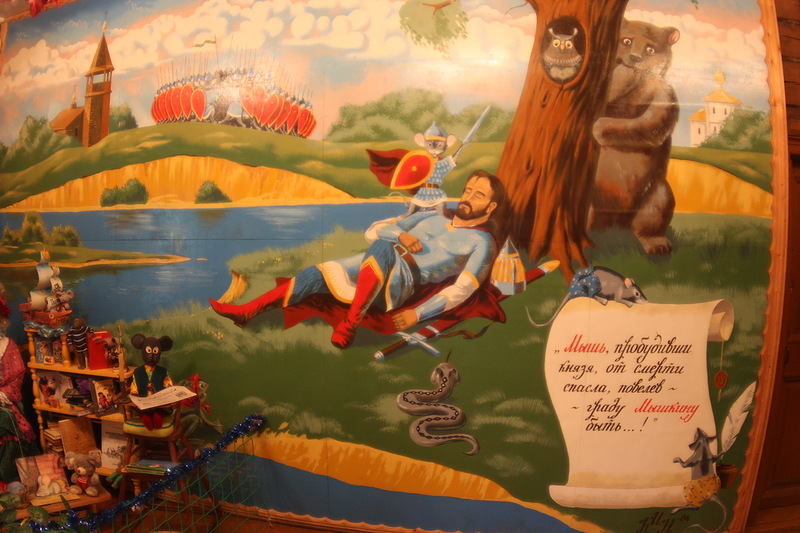 „Мышь, пробудивши
князя, от смерти
спасла, повелев ~
~ граду Мышкину
быть...!"